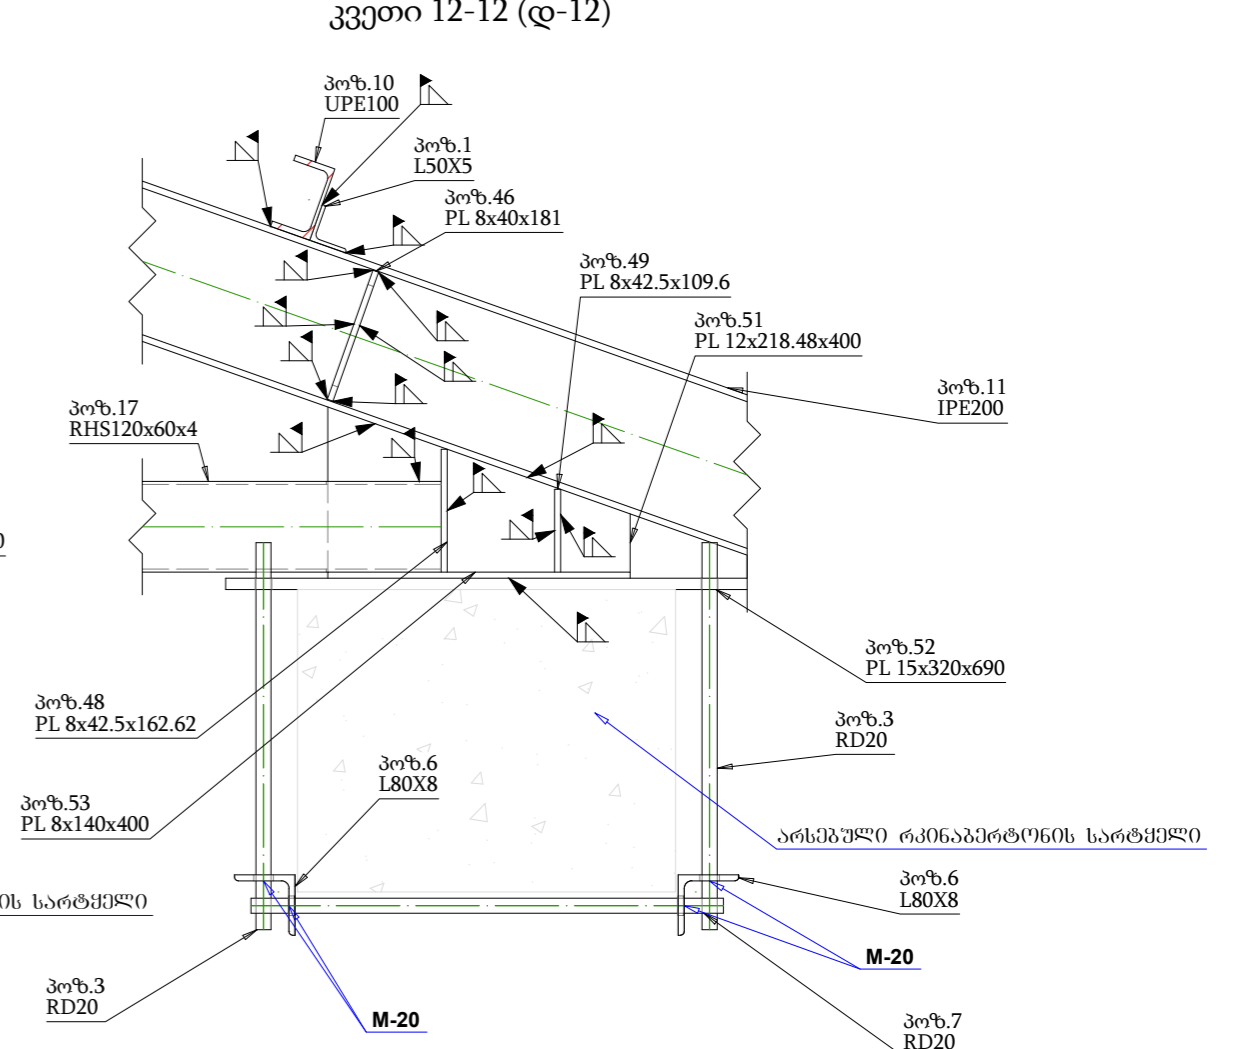 კვეთი 12-12 (დ-12)
პოზ.10
UPE100
პოზ.1
L50X5
პოზ.46
PL 8x40x181
პოზ.49
PL 8x42.5x109.6
პოზ.51
PL 12x218.48x400
პოზ.11
IPE200
პოზ.17
RHS120x60x4
0
პოზ.52
PL 15x320x690
პოზ.48
PL 8x42.5x162.62
პოზ.3
RD20
პოზ.6
L80X8
პოზ.53
PL 8x140x400
არსებული რკინაბერტონის სარტყელი
პოზ.6
L80X8
ის სარტყელი
M-20
პოზ.3
RD20
M-20
პოზ.7
RD20